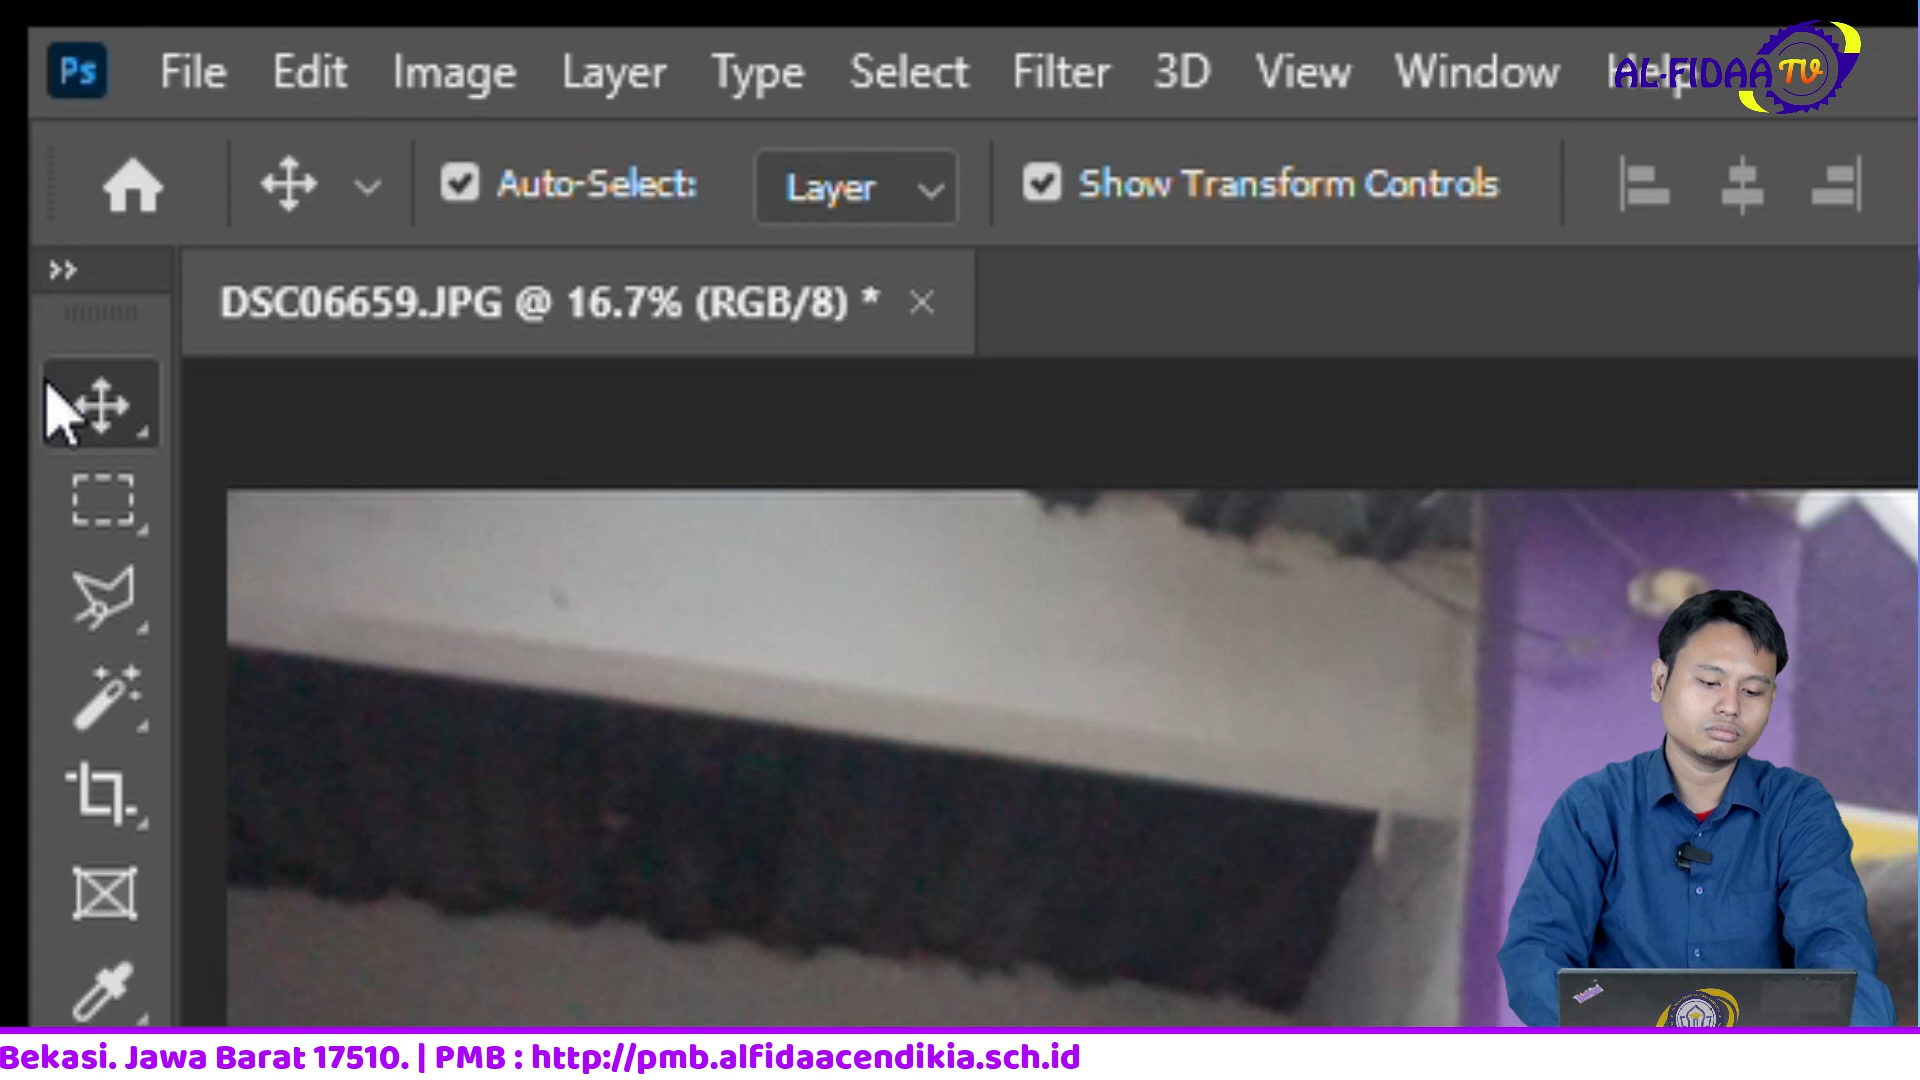 Ps File Edit Image Layer Type Select Filter 3D View Window Help
AL-FIDAA TV
Auto-Select: Layer Show Transform Controls
DSC06659.JPG @ 16.7% (RGB/8) *
Bekasi. Jawa Barat 17510. | PMB : http://pmb.alfidaacendikia.sch.id